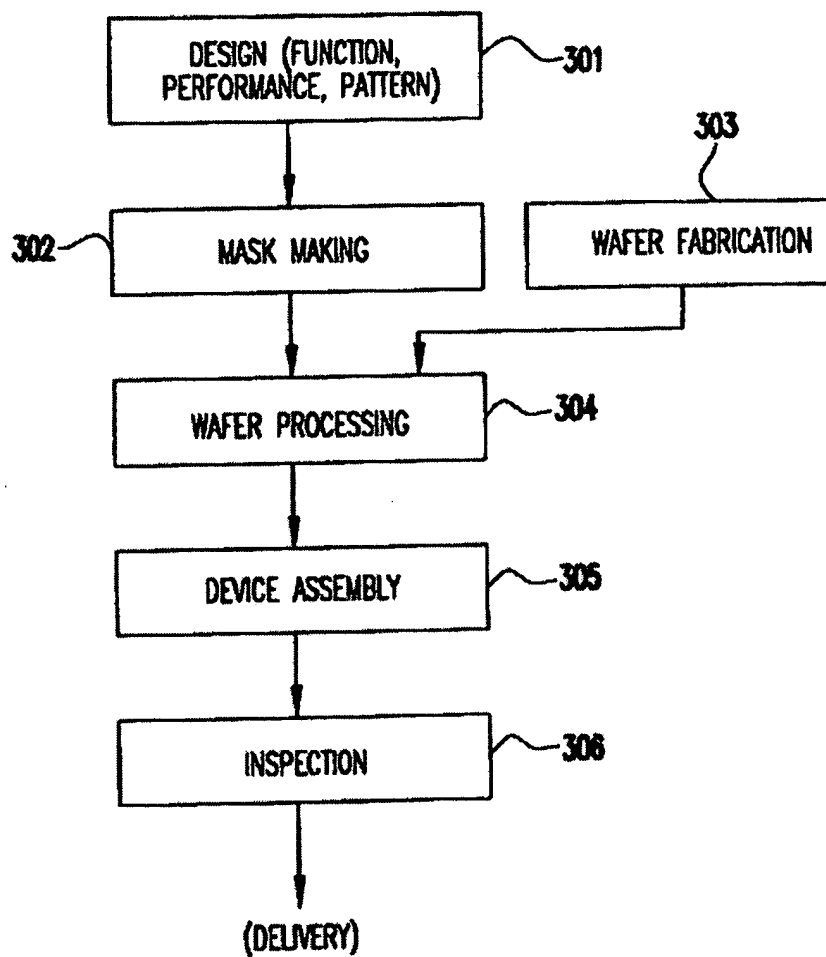 DESIGN (FUNCTION,
PERFORMANCE, PATTERN)
301
303
302
MASK MAKING
WAFER FABRICATION
WAFER PROCESSING
304
DEVICE ASSEMBLY
305
INSPECTION
306
(DELIVERY)